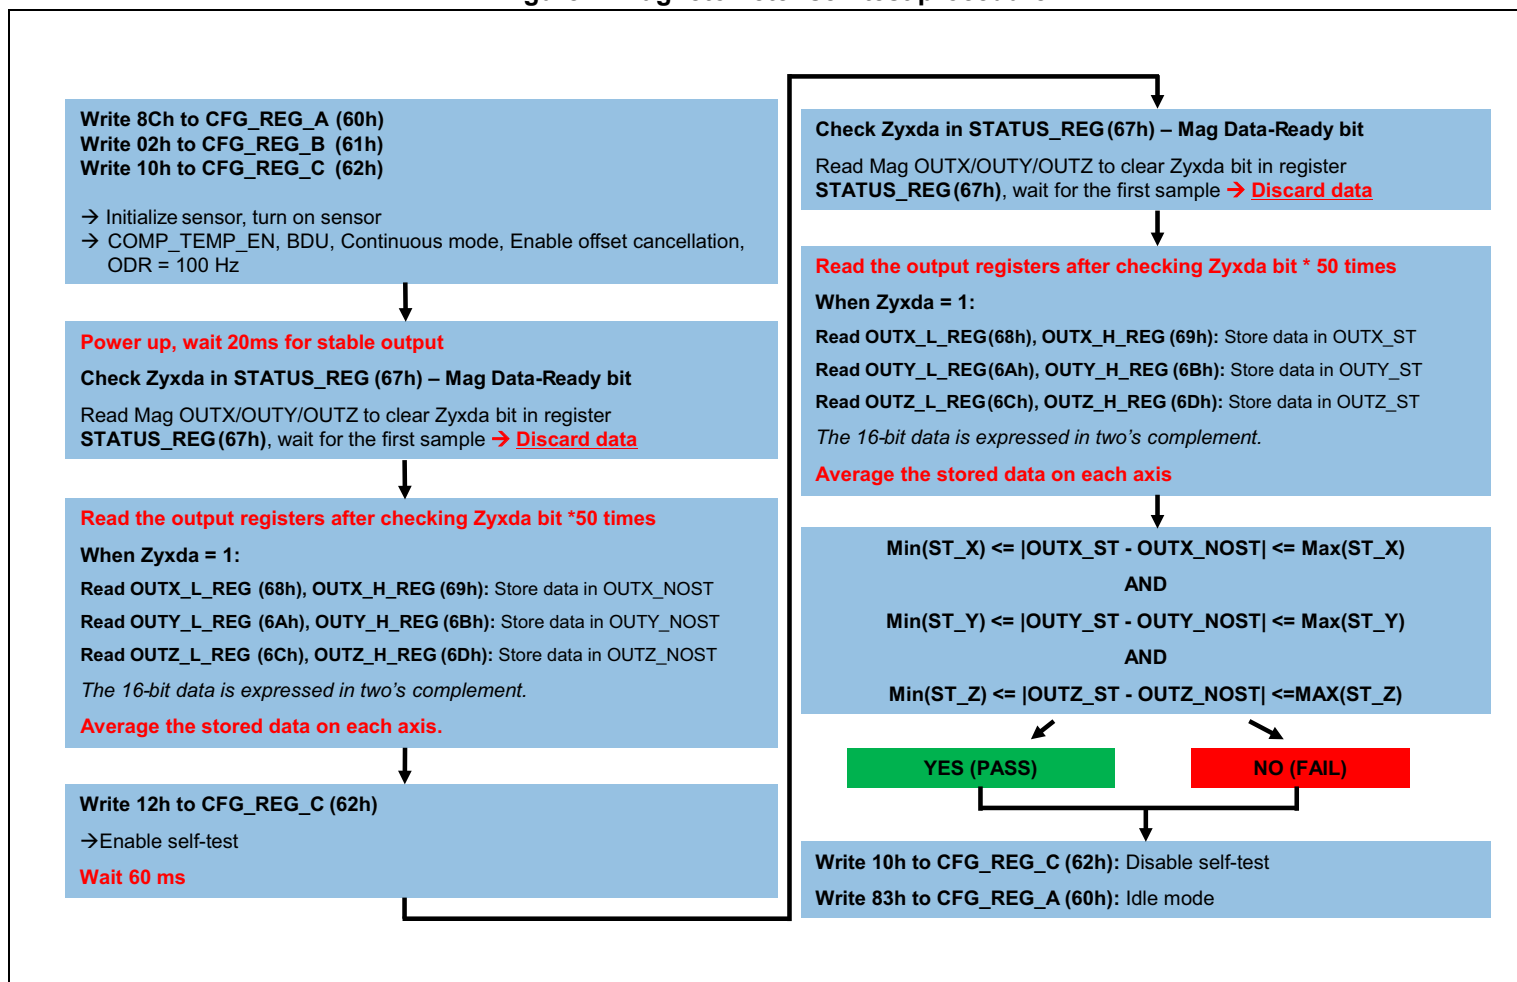 Write 8Ch to CFG_REG_A (60h)
Write 02h to CFG_REG_B (61h)
Write 10h to CFG_REG_C (62h)
→ Initialize sensor, turn on sensor
→ COMP_TEMP_EN, BDU, Continuous mode, Enable offset cancellation,
ODR = 100 Hz
Power up, wait 20ms for stable output
Check Zyxda in STATUS_REG (67h) – Mag Data-Ready bit
Read Mag OUTX/OUTY/OUTZ to clear Zyxda bit in register
STATUS_REG (67h), wait for the first sample → Discard data
Read the output registers after checking Zyxda bit *50 times
When Zyxda = 1:
Read OUTX_L_REG (68h), OUTX_H_REG (69h): Store data in OUTX_NOST
Read OUTY_L_REG (6Ah), OUTY_H_REG (6Bh): Store data in OUTY_NOST
Read OUTZ_L_REG (6Ch), OUTZ_H_REG (6Dh): Store data in OUTZ_NOST
The 16-bit data is expressed in two's complement.
Average the stored data on each axis.
Write 12h to CFG_REG_C (62h)
→Enable self-test
Wait 60 ms
Check Zyxda in STATUS_REG (67h) – Mag Data-Ready bit
Read Mag OUTX/OUTY/OUTZ to clear Zyxda bit in register
STATUS_REG (67h), wait for the first sample → Discard data
Read the output registers after checking Zyxda bit * 50 times
When Zyxda = 1:
Read OUTX_L_REG(68h), OUTX_H_REG (69h): Store data in OUTX_ST
Read OUTY_L_REG(6Ah), OUTY_H_REG (6Bh): Store data in OUTY_ST
Read OUTZ_L_REG(6Ch), OUTZ_H_REG (6Dh): Store data in OUTZ_ST
The 16-bit data is expressed in two's complement.
Average the stored data on each axis
Min(ST_X) <= |OUTX_ST - OUTX_NOST| <= Max(ST_X)
AND
Min(ST_Y) <= |OUTY_ST - OUTY_NOST| <= Max(ST_Y)
AND
Min(ST_Z) <= |OUTZ_ST - OUTZ_NOST| <=MAX(ST_Z)
YES (PASS)
NO (FAIL)
Write 10h to CFG_REG_C (62h): Disable self-test
Write 83h to CFG_REG_A (60h): Idle mode